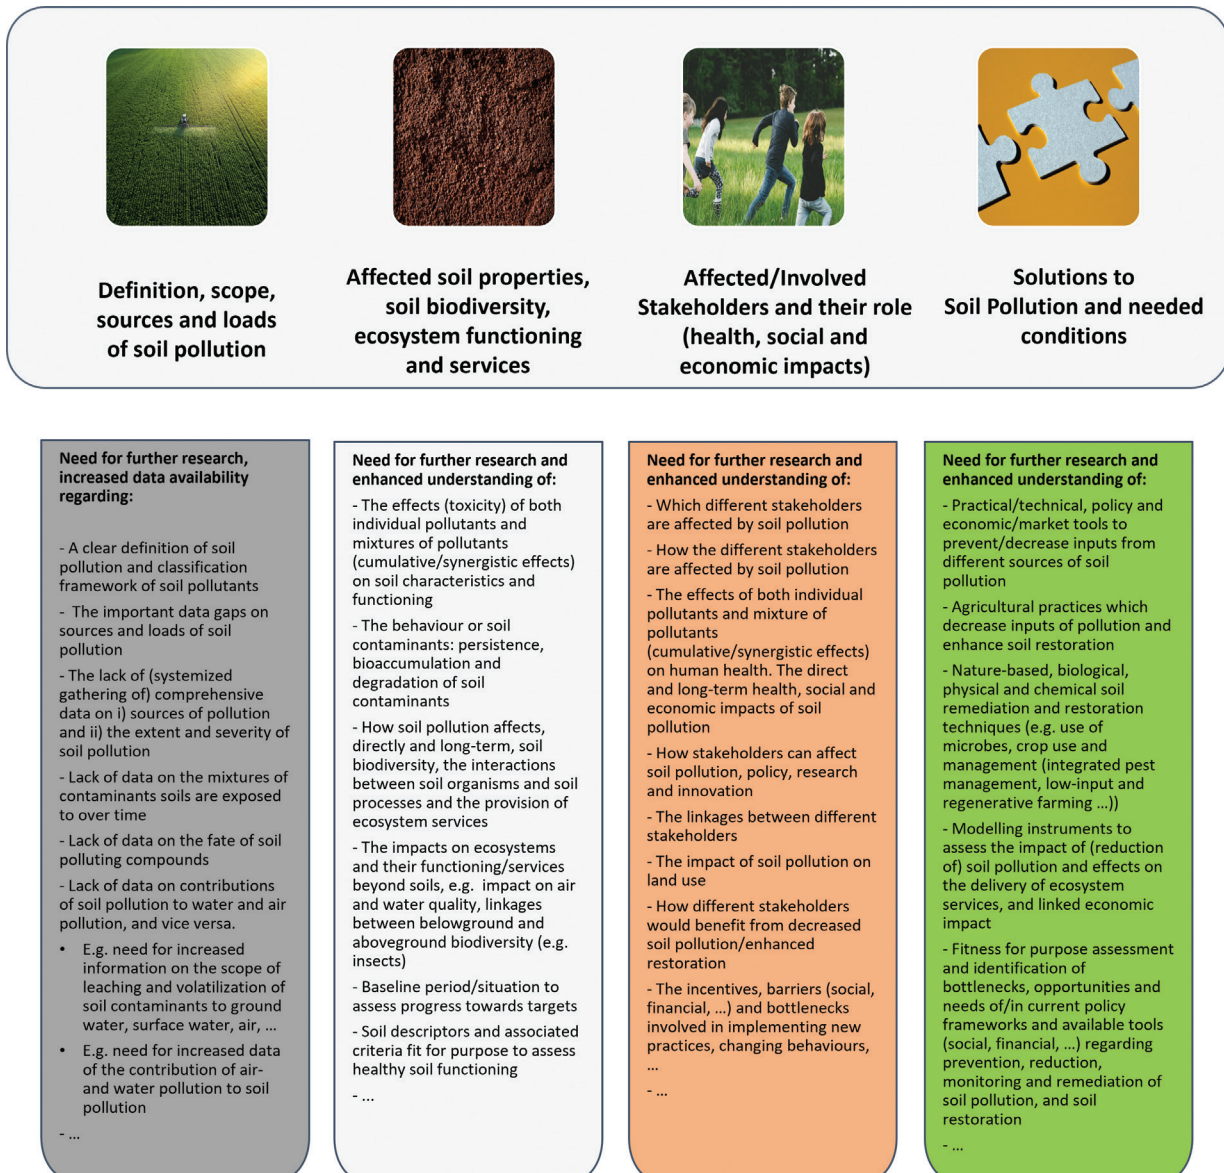 Definition, scope,
sources and loads
of soil pollution
Affected soil properties,
soil biodiversity,
ecosystem functioning
and services
Affected/Involved
Stakeholders and their role
(health, social and
economic impacts)
Solutions to
Soil Pollution and needed
conditions
Need for further research,
increased data availability
regarding:
- A clear definition of soil
pollution and classification
framework of soil pollutants
- The important data gaps on
sources and loads of soil
pollution
- The lack of (systemized
gathering of) comprehensive
data on i) sources of pollution
and ii) the extent and severity of
soil pollution
- Lack of data on the mixtures of
contaminants soils are exposed
to over time
- Lack of data on the fate of soil
polluting compounds
- Lack of data on contributions
of soil pollution to water and air
pollution, and vice versa.
• E.g. need for increased
information on the scope of
leaching and volatilization of
soil contaminants to ground
water, surface water, air, ...
• E.g. need for increased data
of the contribution of air-
and water pollution to soil
pollution
- ...
Need for further research and
enhanced understanding of:
- The effects (toxicity) of both
individual pollutants and
mixtures of pollutants
(cumulative/synergistic effects)
on soil characteristics and
functioning
- The behaviour or soil
contaminants: persistence,
bioaccumulation and
degradation of soil
contaminants
- How soil pollution affects,
directly and long-term, soil
biodiversity, the interactions
between soil organisms and soil
processes and the provision of
ecosystem services
- The impacts on ecosystems
and their functioning/services
beyond soils, e.g. impact on air
and water quality, linkages
between belowground and
aboveground biodiversity (e.g.
insects)
- Baseline period/situation to
assess progress towards targets
- Soil descriptors and associated
criteria fit for purpose to assess
healthy soil functioning
- ...
Need for further research and
enhanced understanding of:
- Which different stakeholders
are affected by soil pollution
- How the different stakeholders
are affected by soil pollution
- The effects of both individual
pollutants and mixture of
pollutants
(cumulative/synergistic effects)
on human health. The direct
and long-term health, social and
economic impacts of soil
pollution
- How stakeholders can affect
soil pollution, policy, research
and innovation
- The linkages between different
stakeholders
- The impact of soil pollution on
land use
- How different stakeholders
would benefit from decreased
soil pollution/enhanced
restoration
- The incentives, barriers (social,
financial, ...) and bottlenecks
involved in implementing new
practices, changing behaviours,
...
- ...
Need for further research and
enhanced understanding of:
- Practical/technical, policy and
economic/market tools to
prevent/decrease inputs from
different sources of soil
pollution
- Agricultural practices which
decrease inputs of pollution and
enhance soil restoration
- Nature-based, biological,
physical and chemical soil
remediation and restoration
techniques (e.g. use of
microbes, crop use and
management (integrated pest
management, low-input and
regenerative farming ...))
- Modelling instruments to
assess the impact of (reduction
of) soil pollution and effects on
the delivery of ecosystem
services, and linked economic
impact
- Fitness for purpose assessment
and identification of
bottlenecks, opportunities and
needs of/in current policy
frameworks and available tools
(social, financial, ...) regarding
prevention, reduction,
monitoring and remediation of
soil pollution, and soil
restoration
- ...